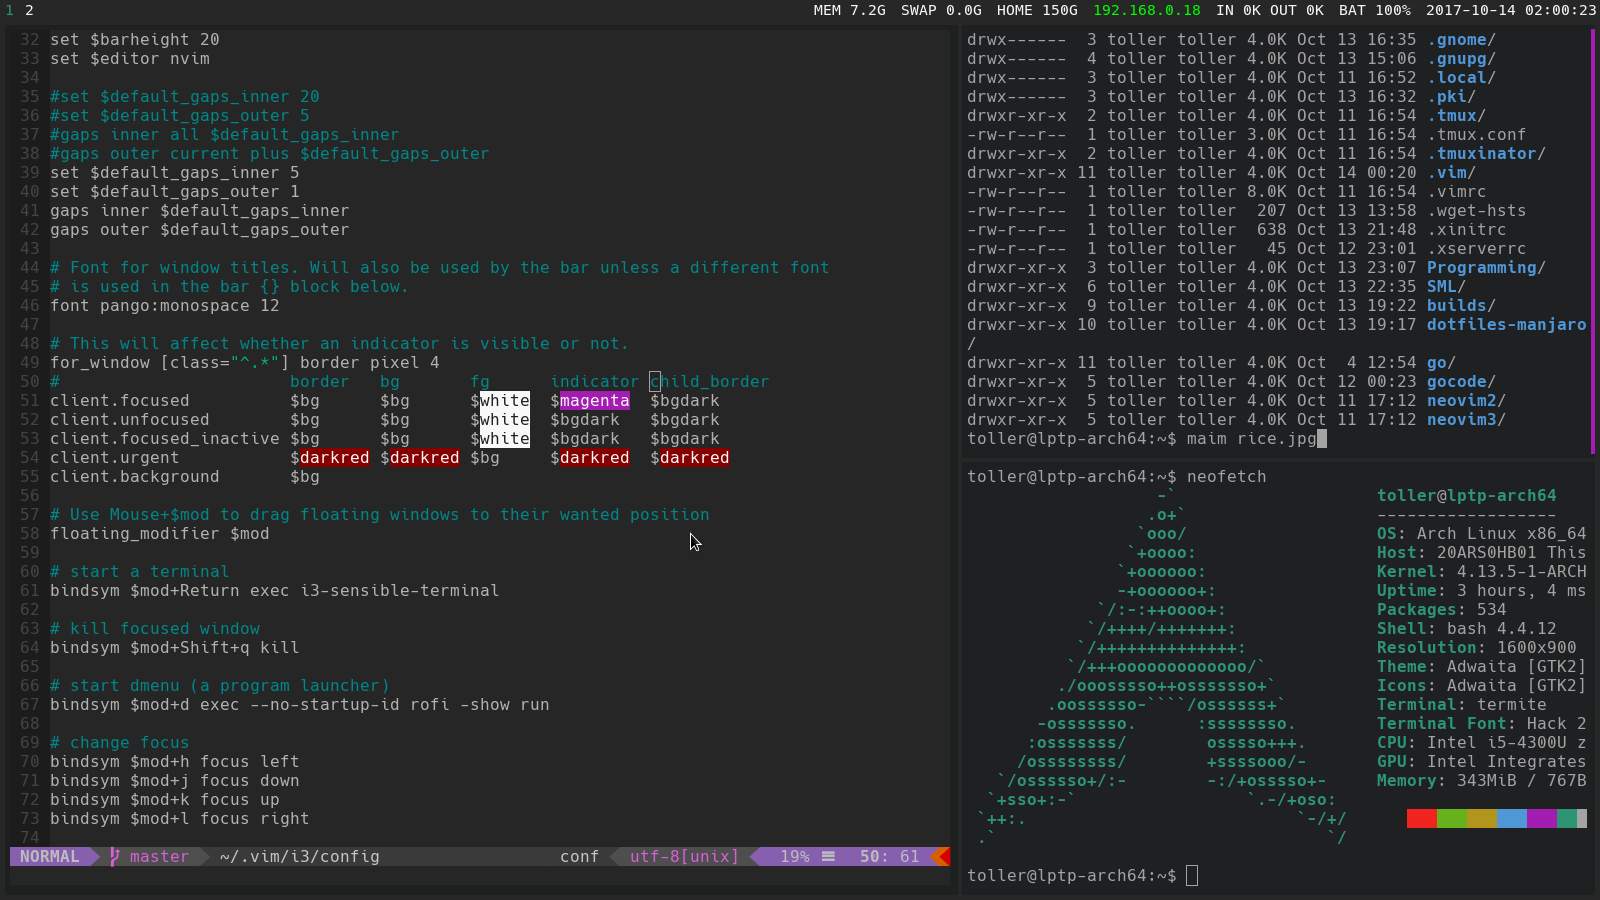 1 2 MEM 7.2G SWAP 0.0G HOME 150G 192.168.0.18 IN 0K OUT 0K BAT 100% 2017-10-14 02:00:23
32 set $barheight 20
33 set $editor nvim
34
35 #set $default_gaps_inner 20
36 #set $default_gaps_outer 5
37 #gaps inner all $default_gaps_inner
38 #gaps outer current plus $default_gaps_outer
39 set $default_gaps_inner 5
40 set $default_gaps_outer 1
41 gaps inner $default_gaps_inner
42 gaps outer $default_gaps_outer
43
44 # Font for window titles. Will also be used by the bar unless a different font
45 # is used in the bar {} block below.
46 font pango:monospace 12
47
48 # This will affect whether an indicator is visible or not.
49 for_window [class="^.*"] border pixel 4
50 #                       border   bg       fg      indicator child_border
51 client.focused          $bg      $bg      $white  $magenta  $bgdark
52 client.unfocused        $bg      $bg      $white  $bgdark   $bgdark
53 client.focused_inactive $bg      $bg      $white  $bgdark   $bgdark
54 client.urgent           $darkred $darkred $bg     $darkred  $darkred
55 client.background       $bg
56
57 # Use Mouse+$mod to drag floating windows to their wanted position
58 floating_modifier $mod
59
60 # start a terminal
61 bindsym $mod+Return exec i3-sensible-terminal
62
63 # kill focused window
64 bindsym $mod+Shift+q kill
65
66 # start dmenu (a program launcher)
67 bindsym $mod+d exec --no-startup-id rofi -show run
68
69 # change focus
70 bindsym $mod+h focus left
71 bindsym $mod+j focus down
72 bindsym $mod+k focus up
73 bindsym $mod+l focus right
74
NORMAL master ~/.vim/i3/config conf utf-8[unix] 19% ≡ 50: 61
drwx------  3 toller toller 4.0K Oct 13 16:35 .gnome/
drwx------  4 toller toller 4.0K Oct 13 15:06 .gnupg/
drwx------  3 toller toller 4.0K Oct 11 16:52 .local/
drwx------  3 toller toller 4.0K Oct 13 16:32 .pki/
drwxr-xr-x  2 toller toller 4.0K Oct 11 16:54 .tmux/
-rw-r--r--  1 toller toller 3.0K Oct 11 16:54 .tmux.conf
drwxr-xr-x  2 toller toller 4.0K Oct 11 16:54 .tmuxinator/
drwxr-xr-x 11 toller toller 4.0K Oct 14 00:20 .vim/
-rw-r--r--  1 toller toller 8.0K Oct 11 16:54 .vimrc
-rw-r--r--  1 toller toller  207 Oct 13 13:58 .wget-hsts
-rw-r--r--  1 toller toller  638 Oct 13 21:48 .xinitrc
-rw-r--r--  1 toller toller   45 Oct 12 23:01 .xserverrc
drwxr-xr-x  3 toller toller 4.0K Oct 13 23:07 Programming/
drwxr-xr-x  6 toller toller 4.0K Oct 13 22:35 SML/
drwxr-xr-x  9 toller toller 4.0K Oct 13 19:22 builds/
drwxr-xr-x 10 toller toller 4.0K Oct 13 19:17 dotfiles-manjaro
/
drwxr-xr-x 11 toller toller 4.0K Oct  4 12:54 go/
drwxr-xr-x  5 toller toller 4.0K Oct 12 00:23 gocode/
drwxr-xr-x  5 toller toller 4.0K Oct 11 17:12 neovim2/
drwxr-xr-x  5 toller toller 4.0K Oct 11 17:12 neovim3/
toller@lptp-arch64:~$ maim rice.jpg
toller@lptp-arch64:~$ neofetch
                   -`                    toller@lptp-arch64
                  .o+`                   ------------------
                 `ooo/                   OS: Arch Linux x86_64
                `+oooo:                  Host: 20ARS0HB01 This
               `+oooooo:                 Kernel: 4.13.5-1-ARCH
               -+oooooo+:                Uptime: 3 hours, 4 ms
             `/:-:++oooo+:               Packages: 534
            `/++++/+++++++:              Shell: bash 4.4.12
           `/++++++++++++++:             Resolution: 1600x900
          `/+++ooooooooooooo/`           Theme: Adwaita [GTK2]
         ./ooosssso++osssssso+`          Icons: Adwaita [GTK2]
        .oossssso-````/ossssss+`         Terminal: termite
       -osssssso.      :ssssssso.        Terminal Font: Hack 2
      :osssssss/        osssso+++.       CPU: Intel i5-4300U z
     /ossssssss/        +ssssooo/-       GPU: Intel Integrates
   `/ossssso+/:-        -:/+osssso+-     Memory: 343MiB / 767B
  `+sso+:-`                 `.-/+oso:
 `++:.                           `-/+/
 .`                                 `/
toller@lptp-arch64:~$